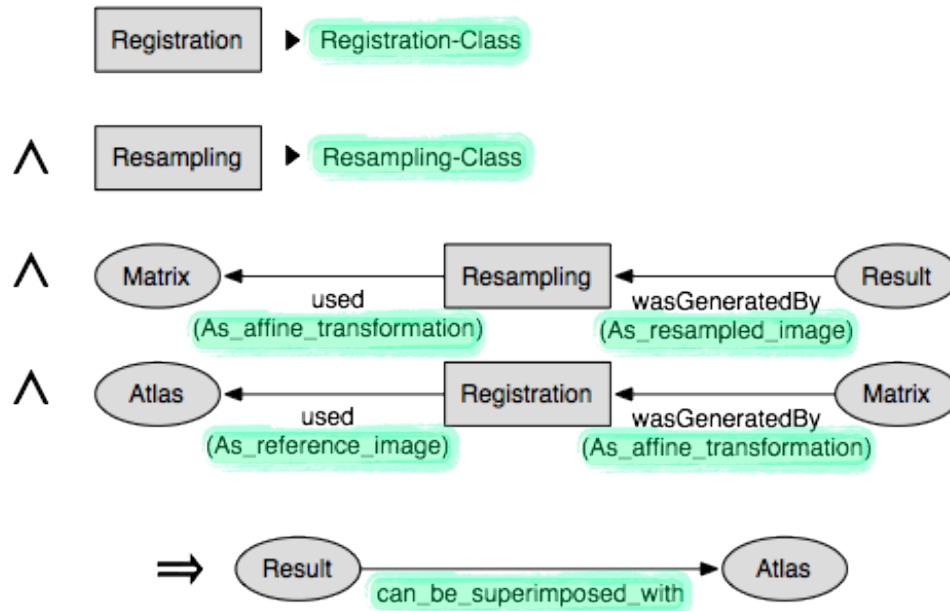 Registration ► Registration-Class
∧ Resampling ► Resampling-Class
∧ Matrix Resampling Result
used wasGeneratedBy
(As_affine_transformation) (As_resampled_image)
∧ Atlas Registration Matrix
used wasGeneratedBy
(As_reference_image) (As_affine_transformation)
⇒ Result Atlas
can_be_superimposed_with